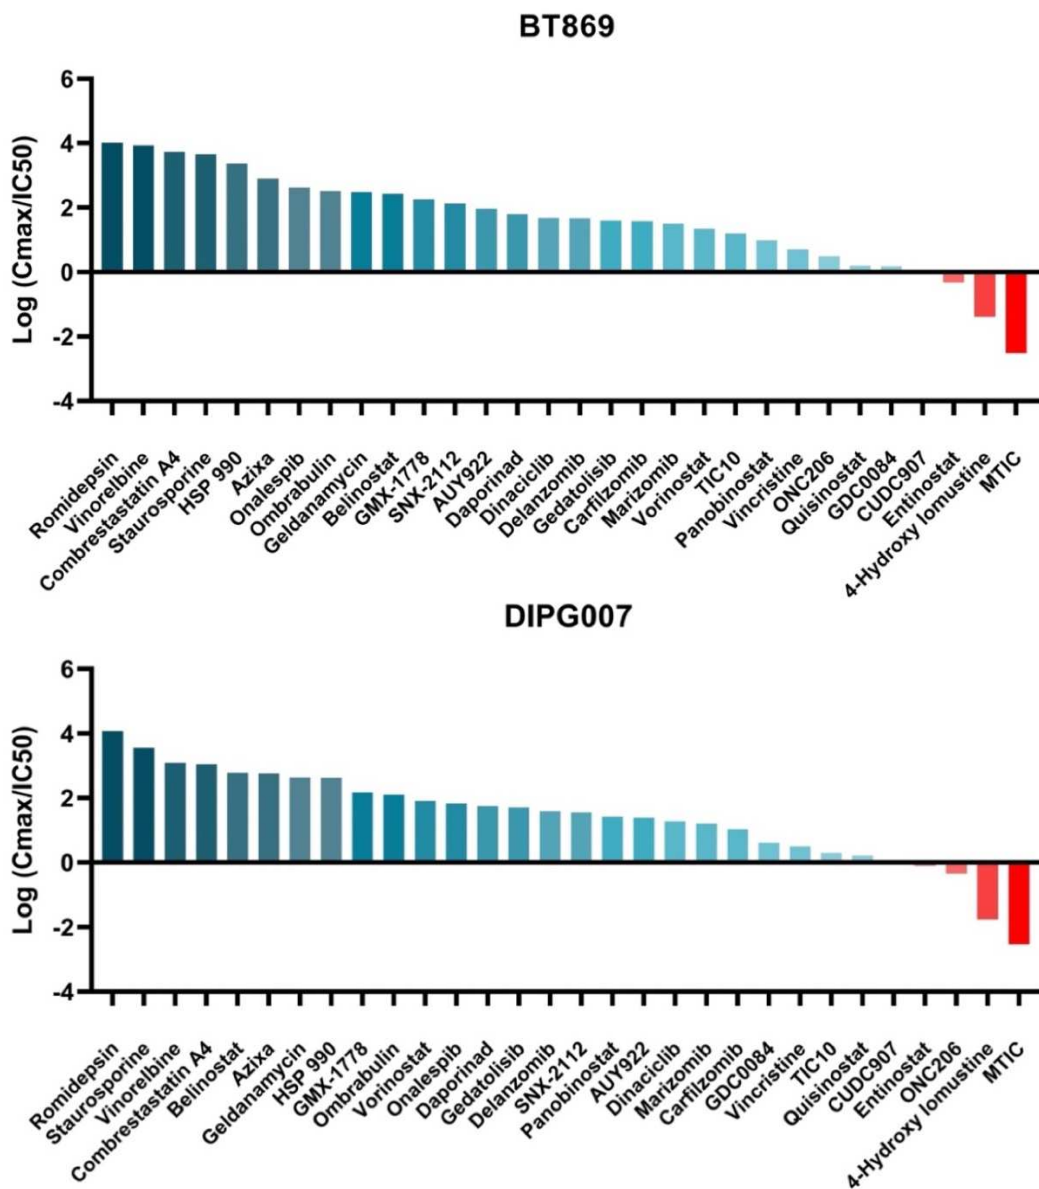 BT869
Log (Cmax/IC50)
6
4
2
0
-2
-4
Romidepsin
Vinorelbine
Combrestastatin A4
Staurosporine
HSP 990
Azixa
Onalespib
Ombrabulin
Geldanamycin
Belinostat
GMX-1778
SNX-2112
AUY922
Daporinad
Dinaciclib
Delanzomib
Gedatolisib
Carfilzomib
Marizomib
Vorinostat
TIC10
Panobinostat
Vincristine
ONC206
Quisinostat
GDC0084
CUDC907
Entinostat
4-Hydroxy lomustine
MTIC
DIPG007
Log (Cmax/IC50)
6
4
2
0
-2
-4
Romidepsin
Staurosporine
Vinorelbine
Combrestastatin A4
Belinostat
Azixa
Geldanamycin
HSP 990
GMX-1778
Ombrabulin
Vorinostat
Onalespib
Daporinad
Gedatolisib
Delanzomib
SNX-2112
Panobinostat
AUY922
Dinaciclib
Marizomib
Carfilzomib
GDC0084
Vincristine
TIC10
Quisinostat
CUDC907
Entinostat
ONC206
4-Hydroxy lomustine
MTIC